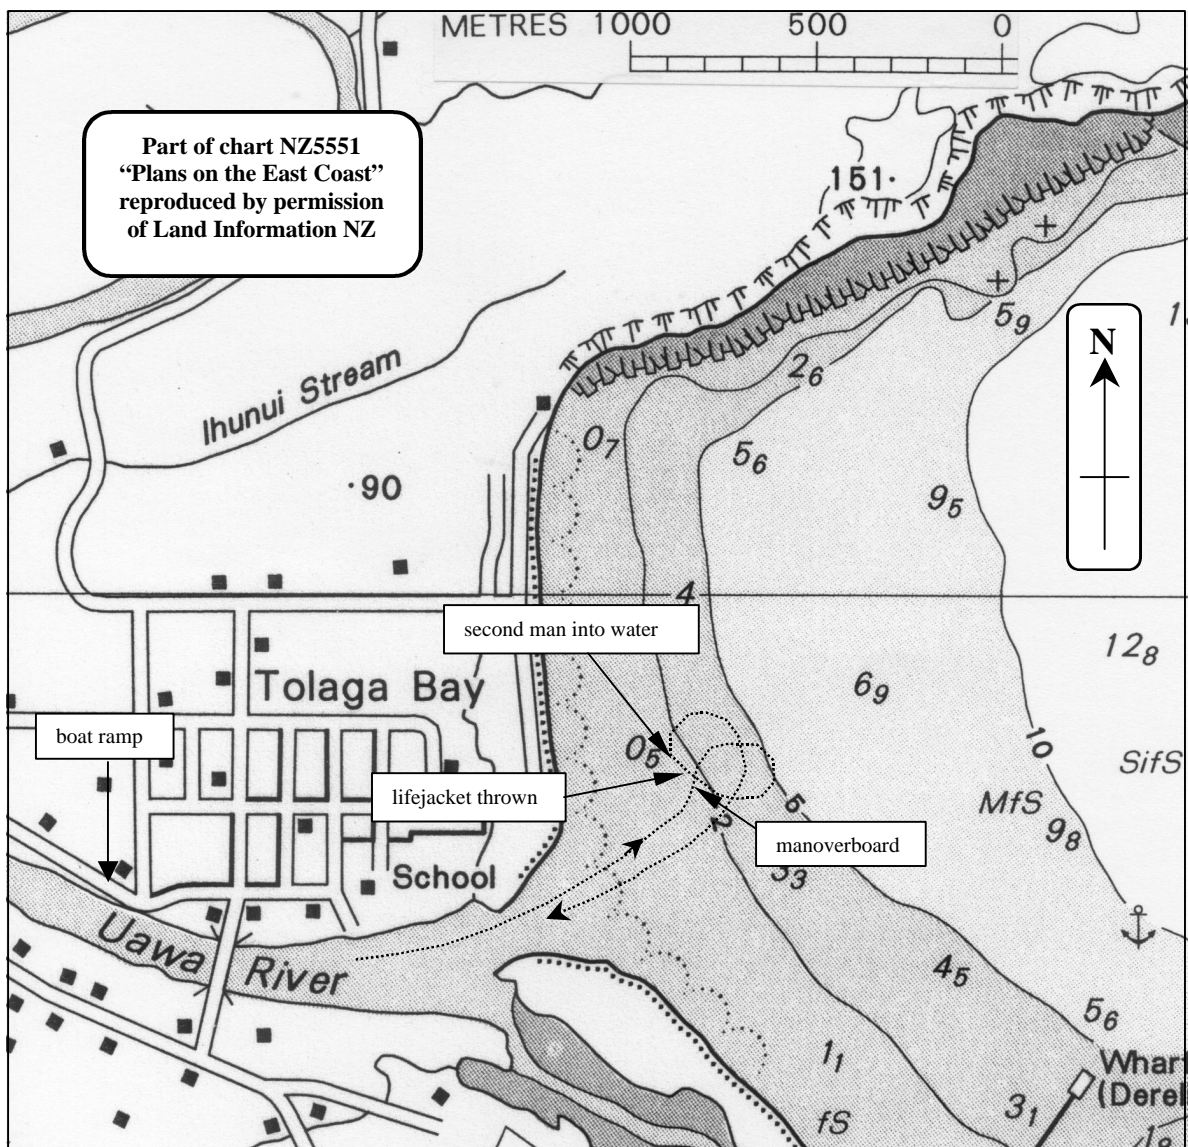 METRES 1000 500 0
Part of chart NZ5551
“Plans on the East Coast”
reproduced by permission
of Land Information NZ
151
5₉
1
N
2₆
Ihunui Stream
0₇
5₆
90
9₅
4
second man into water
12₈
Tolaga Bay
6₉
boat ramp
0₅
10
SifS
lifejacket thrown
MfS
5
2
9₈
manoverboard
3₃
School
Uawa River
4₅
5₆
1₁
Whar
(Derel
3₁
fS